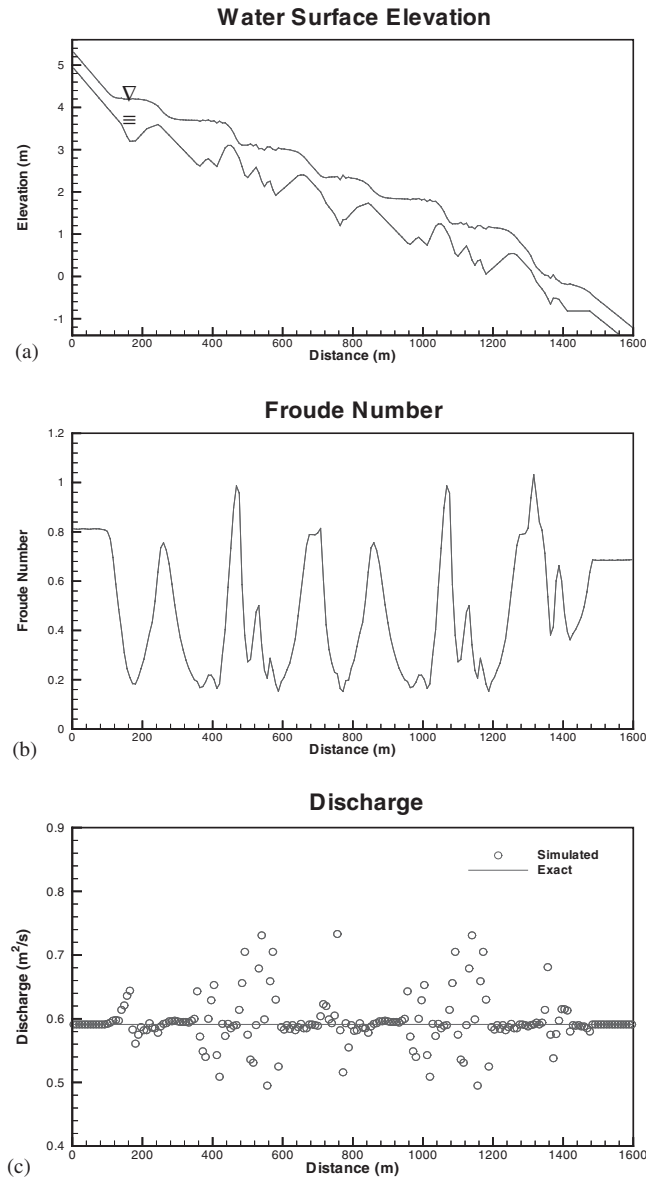 Water Surface Elevation
5
4
3
2
1
0
-1
Elevation (m)
∇
≡
0 200 400 600 800 1000 1200 1400 1600
Distance (m)
(a)
Froude Number
1.2
1
0.8
0.6
0.4
0.2
0
Froude Number
0 200 400 600 800 1000 1200 1400 1600
Distance (m)
(b)
Discharge
0.9
0.8
0.7
0.6
0.5
0.4
Discharge (m²/s)
Simulated
Exact
0 200 400 600 800 1000 1200 1400 1600
Distance (m)
(c)